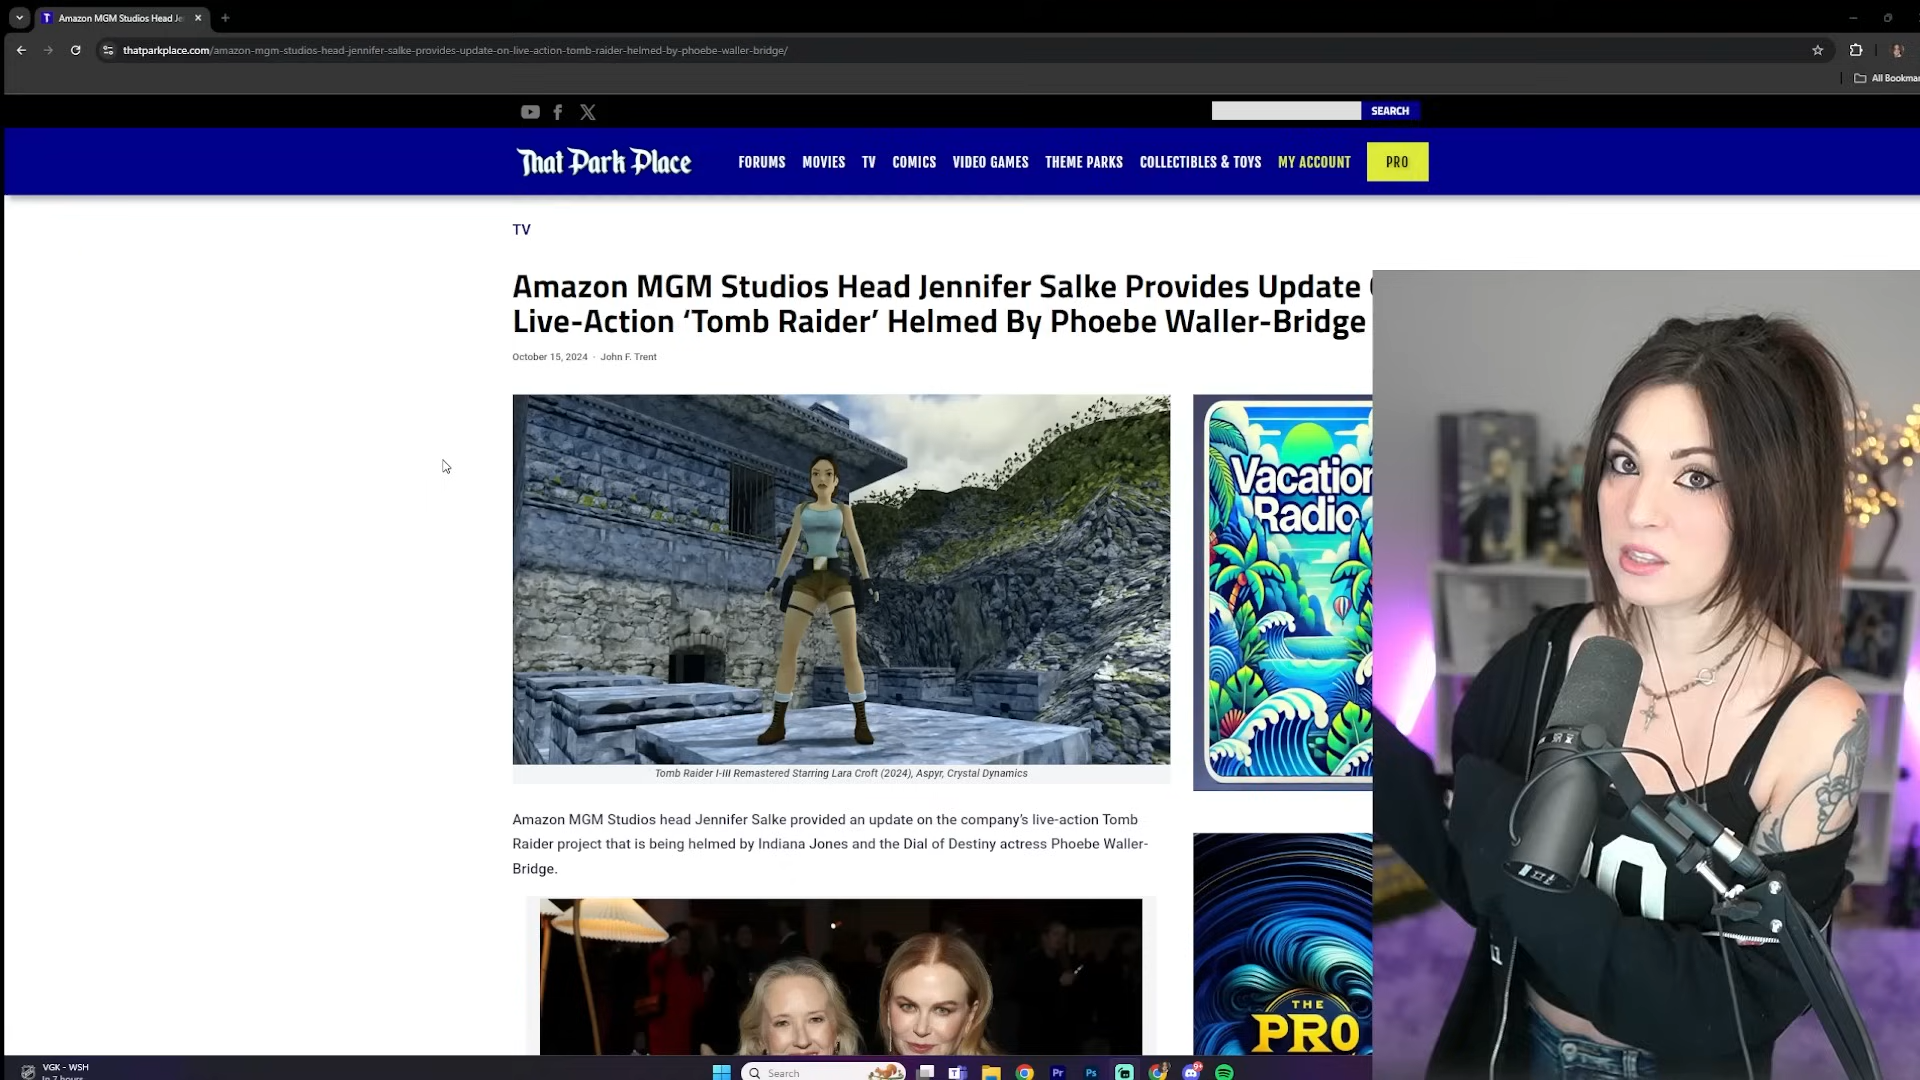 Amazon MGM Studios Head Je
thatparkplace.com/amazon-mgm-studios-head-jennifer-salke-provides-update-on-live-action-tomb-raider-helmed-by-phoebe-waller-bridge/
All Bookmar
SEARCH
That Park Place
FORUMS MOVIES TV COMICS VIDEO GAMES THEME PARKS COLLECTIBLES & TOYS MY ACCOUNT PRO
TV
Amazon MGM Studios Head Jennifer Salke Provides Update
Live-Action ‘Tomb Raider’ Helmed By Phoebe Waller-Bridge
October 15, 2024 · John F. Trent
Vacation
Radio
Tomb Raider I-III Remastered Starring Lara Croft (2024), Aspyr, Crystal Dynamics
Amazon MGM Studios head Jennifer Salke provided an update on the company’s live-action Tomb
Raider project that is being helmed by Indiana Jones and the Dial of Destiny actress Phoebe Waller-
Bridge.
THE
PRO
VGK - WSH
In 7 hours
Search